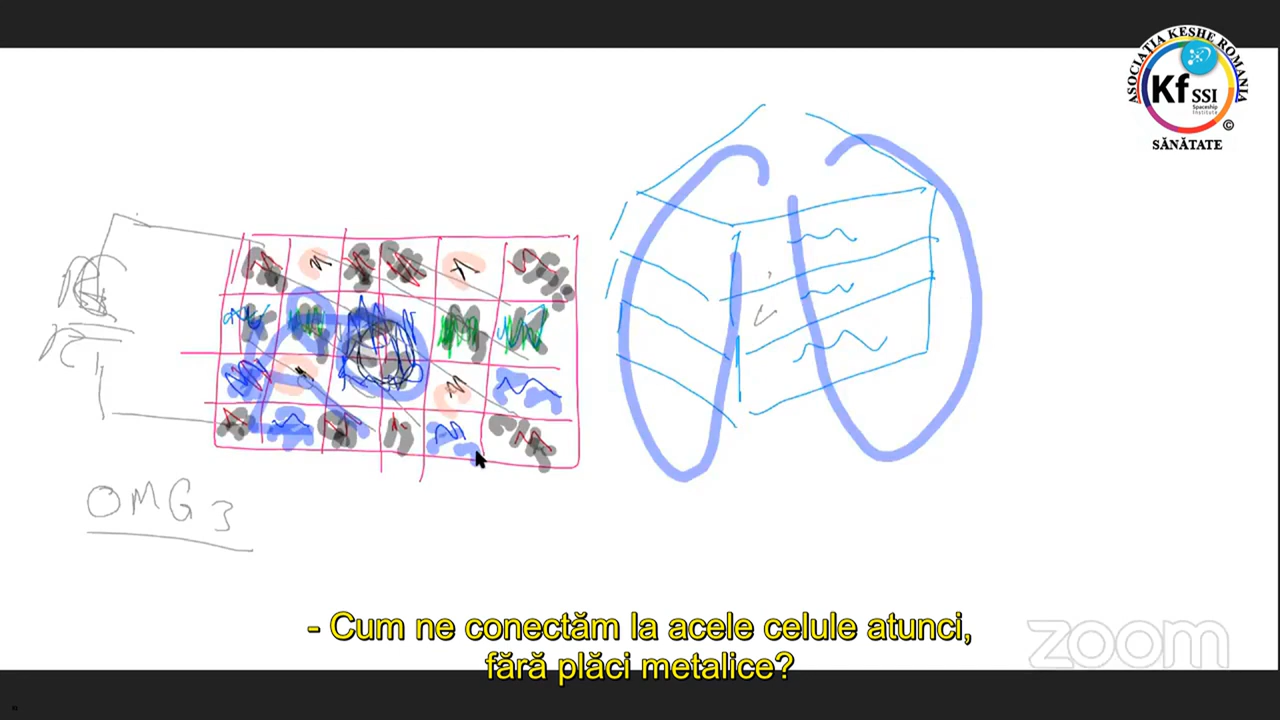 ASOCIAȚIA KESHE ROMANIA
Kf SSI
Spaceship
Institute
©
SĂNĂTATE
OMG 3
- Cum ne conectăm la acele celule atunci,
fără plăci metalice?
zoom